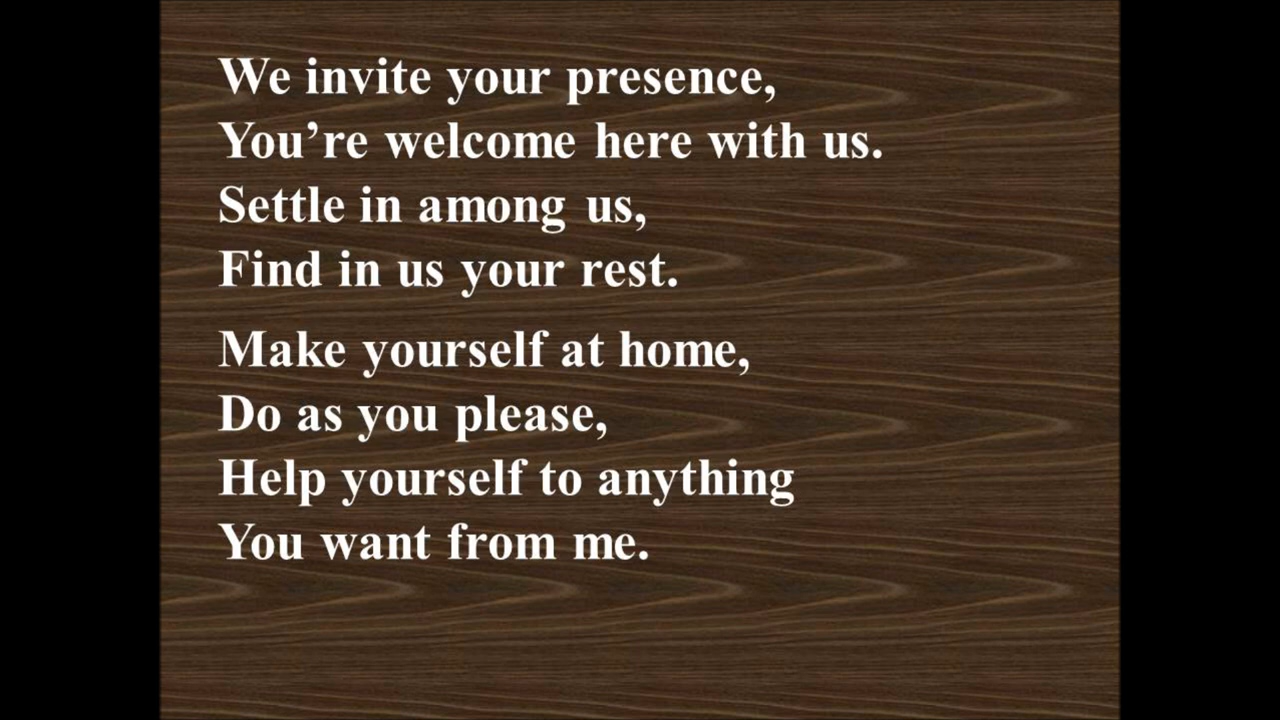 We invite your presence,
You’re welcome here with us.
Settle in among us,
Find in us your rest.
Make yourself at home,
Do as you please,
Help yourself to anything
You want from me.